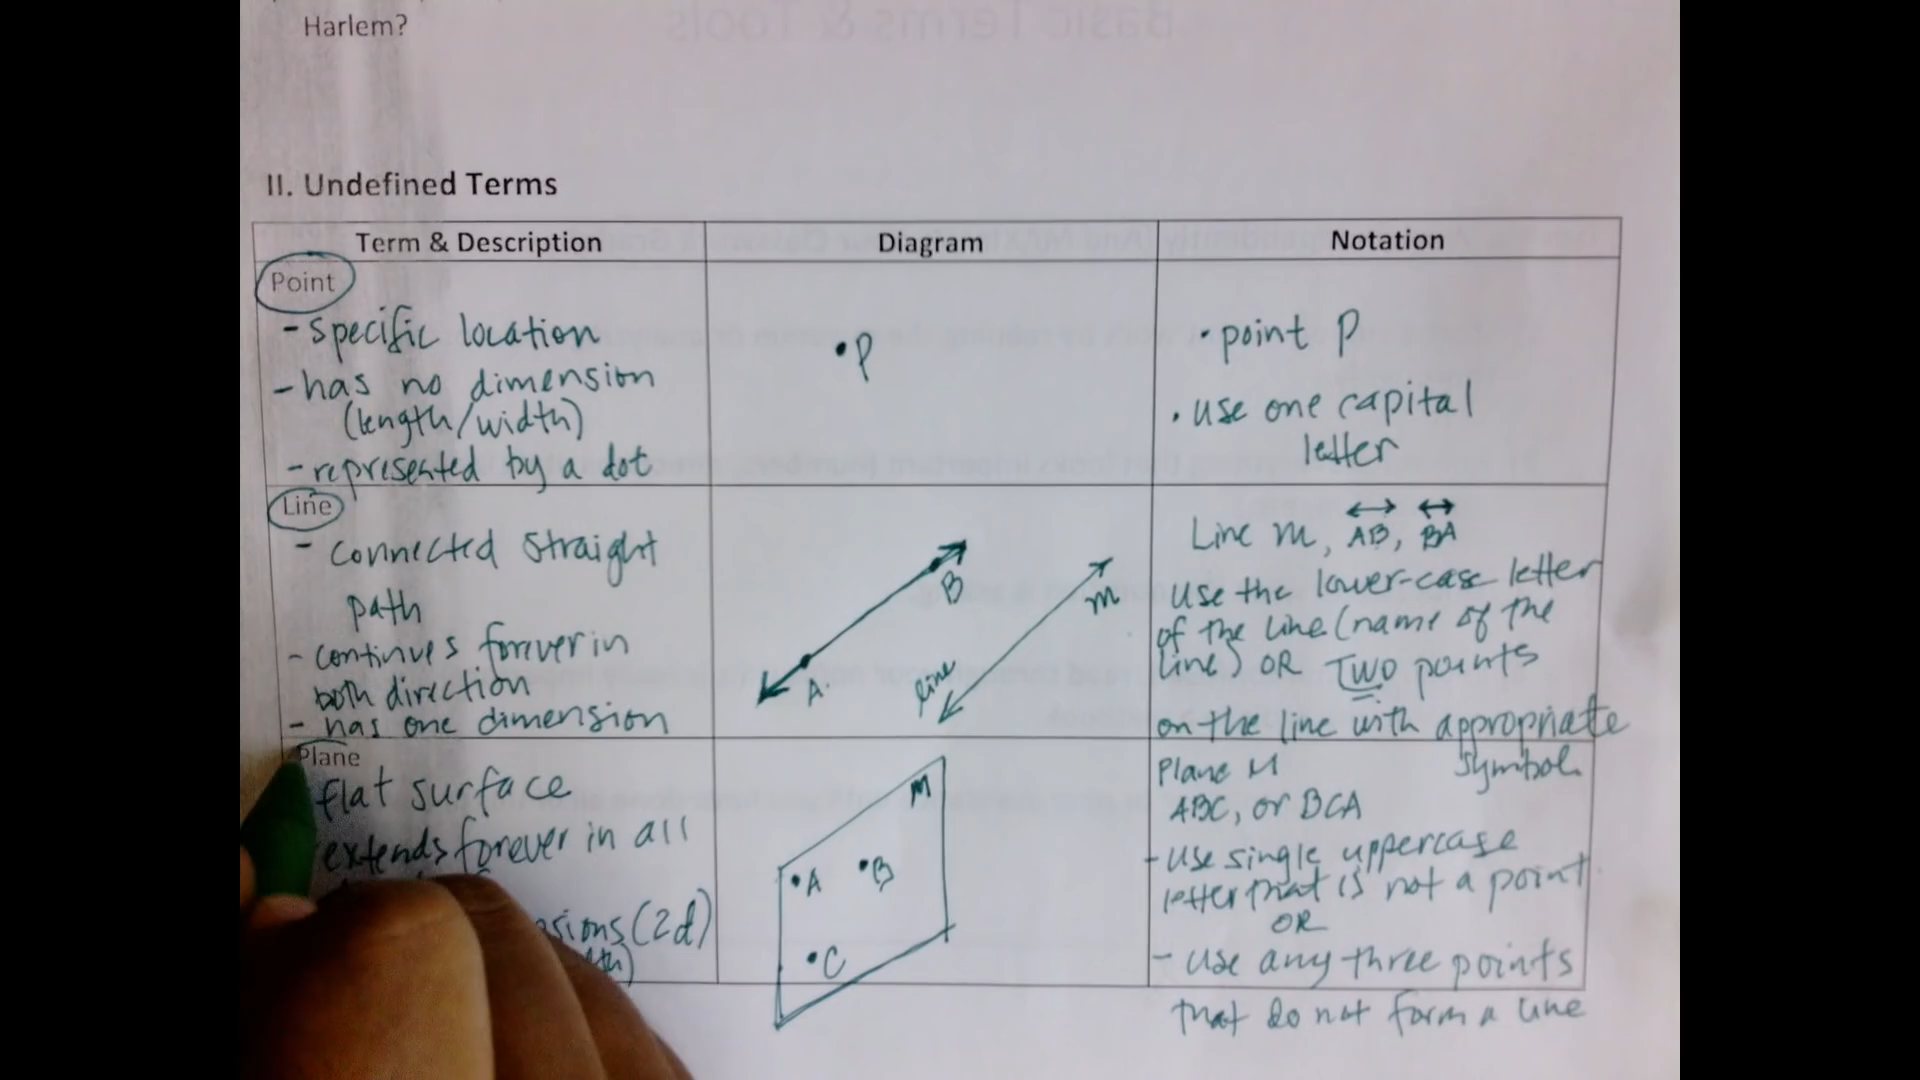 Harlem?
Basic Terms & Tools
II. Undefined Terms
Term & Description
Diagram
Notation
Point
- specific location
- has no dimension
(length/width)
- represented by a dot
• P
• point P
• use one capital
letter
Line
- connected straight
path
- continues forever in
both direction
- has one dimension
A
B
line
m
Line m, AB, BA
use the lower-case letter
of the line (name of the
line) OR TWO points
on the line with appropriate
symbol
Plane
flat surface
extends forever in all
(2d)
M
• A
• B
• C
Plane M
ABC, or BCA
- use single uppercase
letter that is not a point
OR
- use any three points
that do not form a line